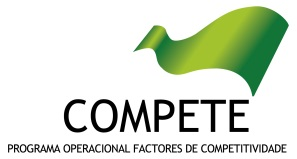 COMPETE
PROGRAMA OPERACIONAL FACTORES DE COMPETITIVIDADE